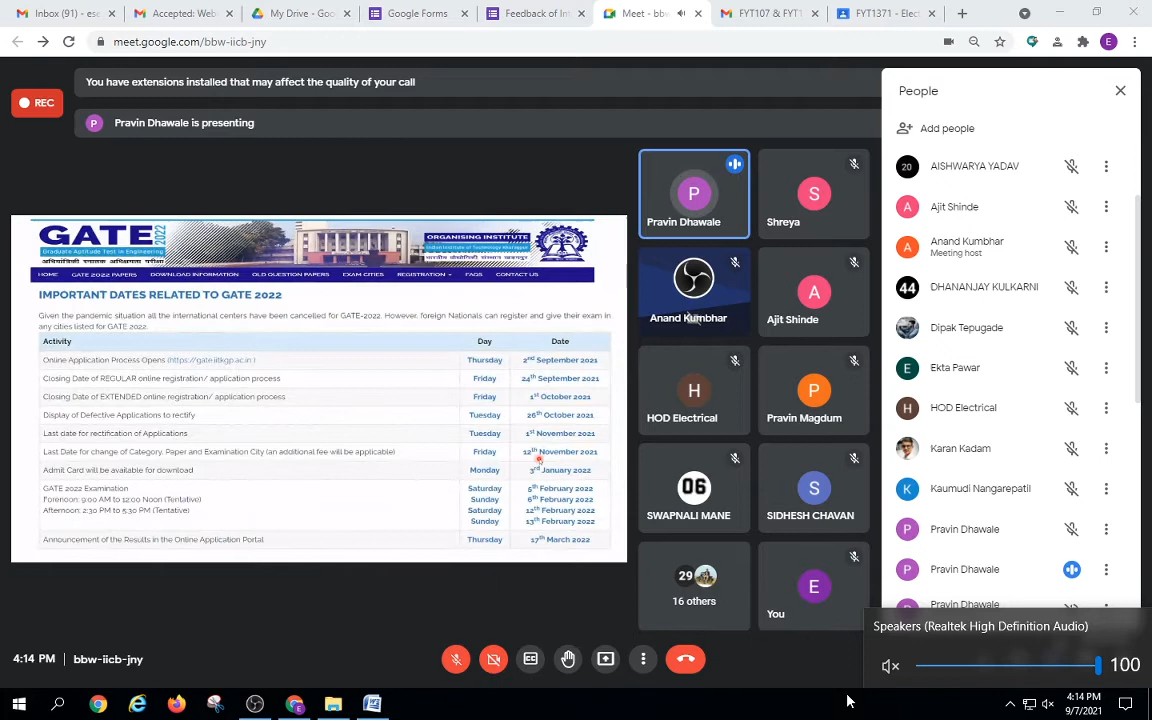 Inbox (91) - ese
Accepted: Web
My Drive - Goo
Google Forms
Feedback of Int
Meet - bbw
FYT107 & FYT1
FYT1371 - Elect
meet.google.com/bbw-iicb-jny
E
You have extensions installed that may affect the quality of your call
REC
P Pravin Dhawale is presenting
GATE 2022
Graduate Aptitude Test in Engineering
ORGANISING INSTITUTE
HOME GATE 2022 PAPERS DOWNLOAD INFORMATION OLD QUESTION PAPERS EXAM CITIES REGISTRATION FAQS CONTACT US
IMPORTANT DATES RELATED TO GATE 2022
Given the pandemic situation all the international centers have been cancelled for GATE-2022. However, foreign Nationals can register and give their exam in
any cities listed for GATE 2022.
Activity Day Date
Online Application Process Opens (https://gate.iitkgp.ac.in ) Thursday 2nd September 2021
Closing Date of REGULAR online registration/ application process Friday 24th September 2021
Closing Date of EXTENDED online registration/ application process Friday 1st October 2021
Display of Defective Applications to rectify Tuesday 26th October 2021
Last date for rectification of Applications Tuesday 1st November 2021
Last Date for change of Category, Paper and Examination City (an additional fee will be applicable) Friday 12th November 2021
Admit Card will be available for download Monday 3rd January 2022
GATE 2022 Examination Saturday 5th February 2022
Forenoon: 9:00 AM to 12:00 Noon (Tentative) Sunday 6th February 2022
Afternoon: 2:30 PM to 5:30 PM (Tentative) Saturday 12th February 2022
Sunday 13th February 2022
Announcement of the Results in the Online Application Portal Thursday 17th March 2022
P
Pravin Dhawale
S
Shreya
Anand Kumbhar
A
Ajit Shinde
H
HOD Electrical
P
Pravin Magdum
06
SWAPNALI MANE
S
SIDHESH CHAVAN
29
16 others
E
You
People
Add people
20 AISHWARYA YADAV
A Ajit Shinde
A Anand Kumbhar
Meeting host
44 DHANANJAY KULKARNI
Dipak Tepugade
E Ekta Pawar
H HOD Electrical
Karan Kadam
K Kaumudi Nangarepatil
P Pravin Dhawale
P Pravin Dhawale
Pravin Dhawale
Speakers (Realtek High Definition Audio)
100
4:14 PM | bbw-iicb-jny
4:14 PM
9/7/2021